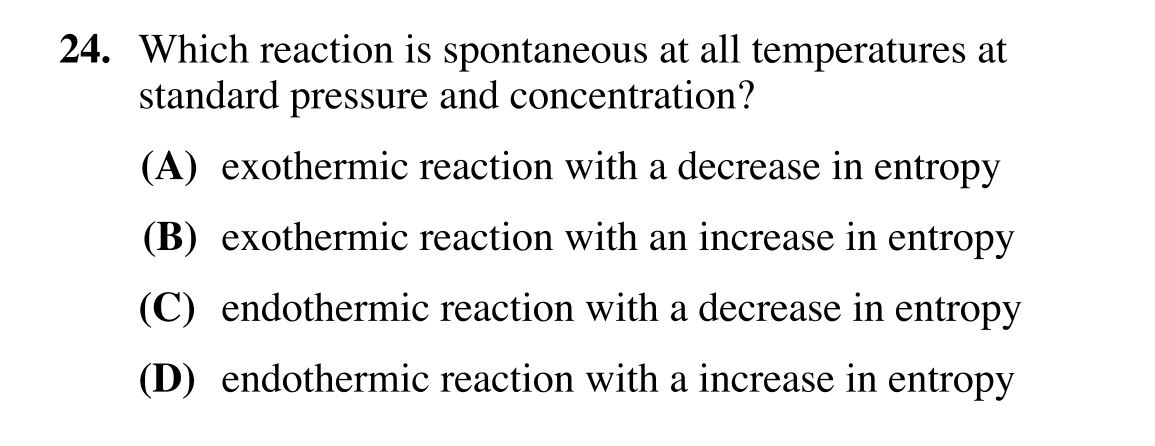 24. Which reaction is spontaneous at all temperatures at
standard pressure and concentration?
(A) exothermic reaction with a decrease in entropy
(B) exothermic reaction with an increase in entropy
(C) endothermic reaction with a decrease in entropy
(D) endothermic reaction with a increase in entropy